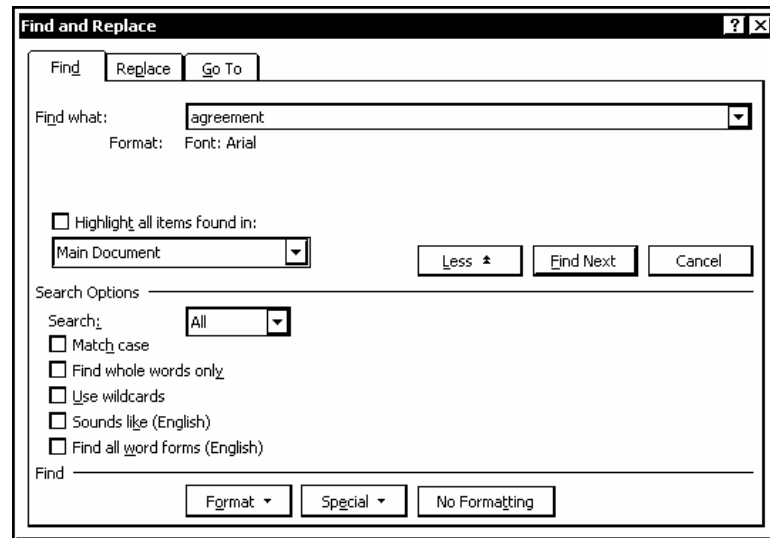 Find and Replace
Find Replace Go To
Find what: agreement
Format: Font: Arial
Highlight all items found in:
Main Document
Less Find Next Cancel
Search Options
Search: All
Match case
Find whole words only
Use wildcards
Sounds like (English)
Find all word forms (English)
Find
Format Special No Formatting